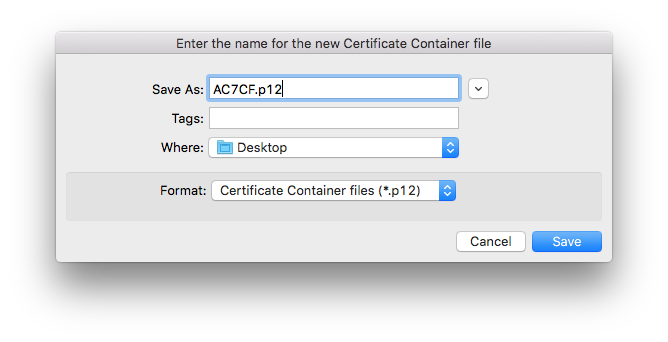 Enter the name for the new Certificate Container file
Save As: AC7CF.p12
Tags:
Where: Desktop
Format: Certificate Container files (*.p12)
Cancel Save